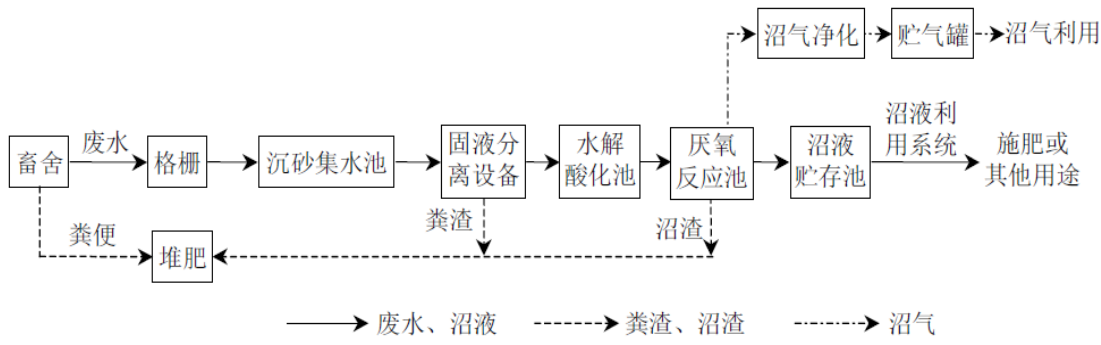 沼气净化
贮气罐
沼气利用
畜舍
废水
格栅
沉砂集水池
固液分
离设备
水解
酸化池
厌氧
反应池
沼液
贮存池
沼液利
用系统
施肥或
其他用途
粪便
堆肥
粪渣
沼渣
废水、沼液
粪渣、沼渣
沼气